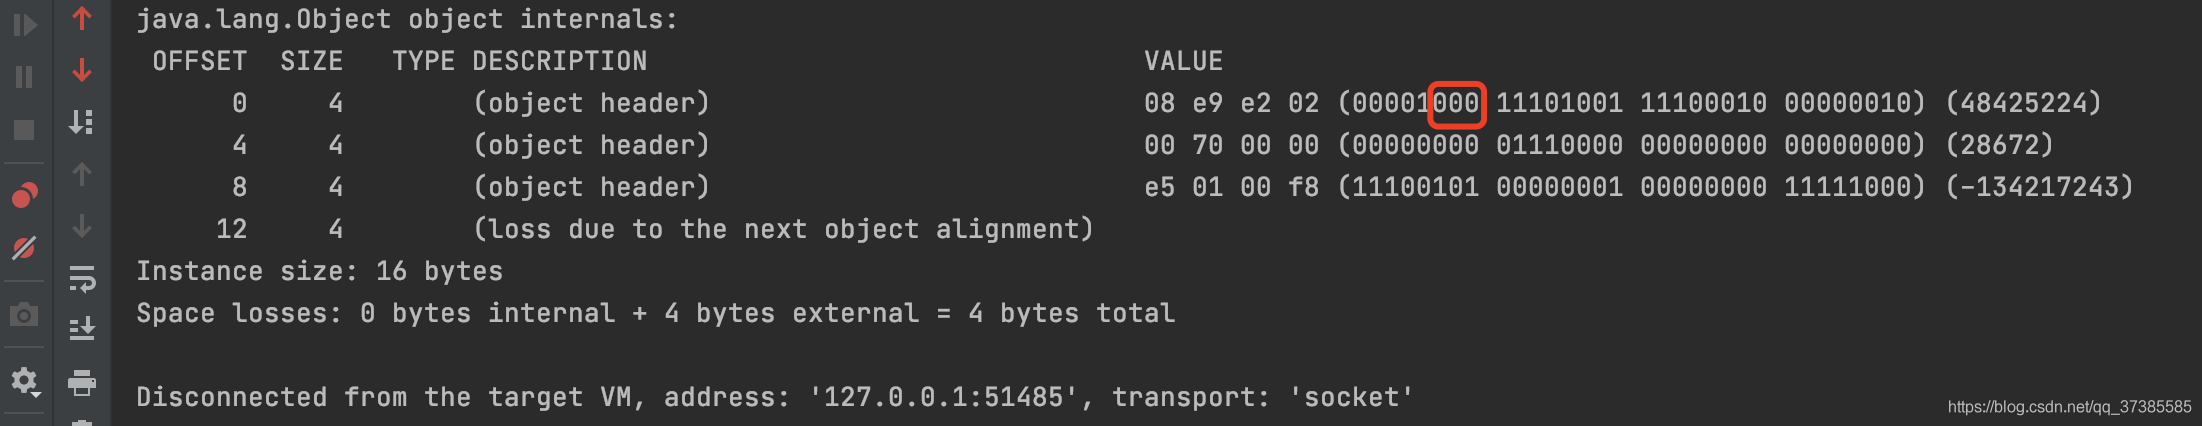 java.lang.Object object internals:
OFFSET  SIZE   TYPE DESCRIPTION                               VALUE
0     4        (object header)                           08 e9 e2 02 (00001000 11101001 11100010 00000010) (48425224)
4     4        (object header)                           00 70 00 00 (00000000 01110000 00000000 00000000) (28672)
8     4        (object header)                           e5 01 00 f8 (11100101 00000001 00000000 11111000) (-134217243)
12     4        (loss due to the next object alignment)
Instance size: 16 bytes
Space losses: 0 bytes internal + 4 bytes external = 4 bytes total
Disconnected from the target VM, address: '127.0.0.1:51485', transport: 'socket'
https://blog.csdn.net/qq_37385585